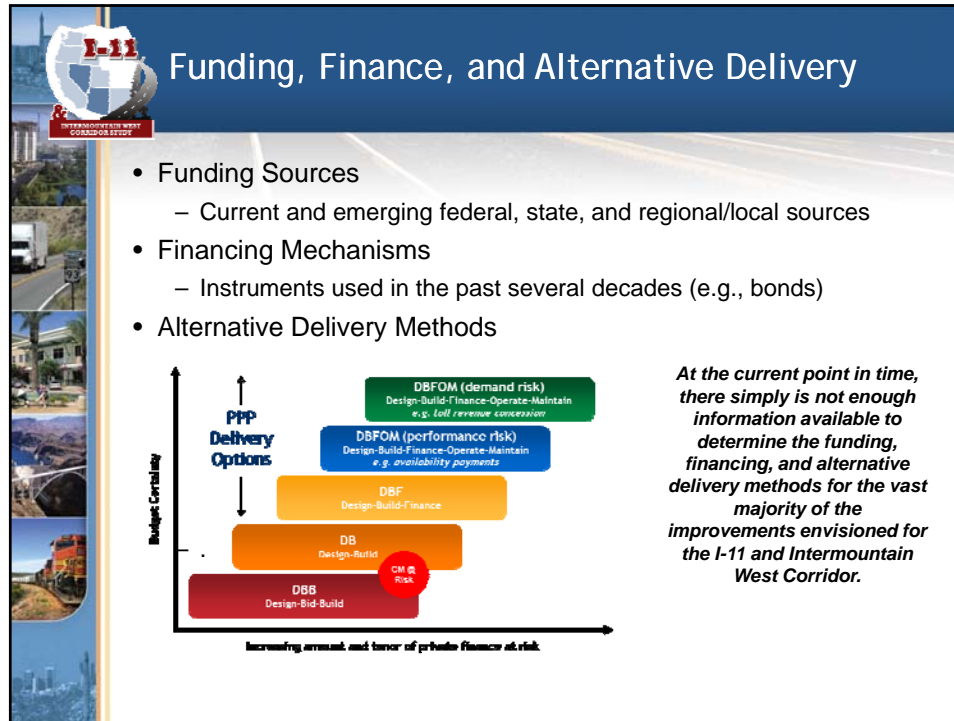 I-11
&
INTERMOUNTAIN WEST
CORRIDOR STUDY
Funding, Finance, and Alternative Delivery
• Funding Sources
– Current and emerging federal, state, and regional/local sources
• Financing Mechanisms
– Instruments used in the past several decades (e.g., bonds)
• Alternative Delivery Methods
Budget Certainty
PPP
Delivery
Options
DBFOM (demand risk)
Design-Build-Finance-Operate-Maintain
e.g. toll revenue concession
DBFOM (performance risk)
Design-Build-Finance-Operate-Maintain
e.g. availability payments
DBF
Design-Build-Finance
DB
Design-Build
CM @
Risk
DBB
Design-Bid-Build
Increasing amount and tenor of private finance at risk
At the current point in time,
there simply is not enough
information available to
determine the funding,
financing, and alternative
delivery methods for the vast
majority of the
improvements envisioned for
the I-11 and Intermountain
West Corridor.
93